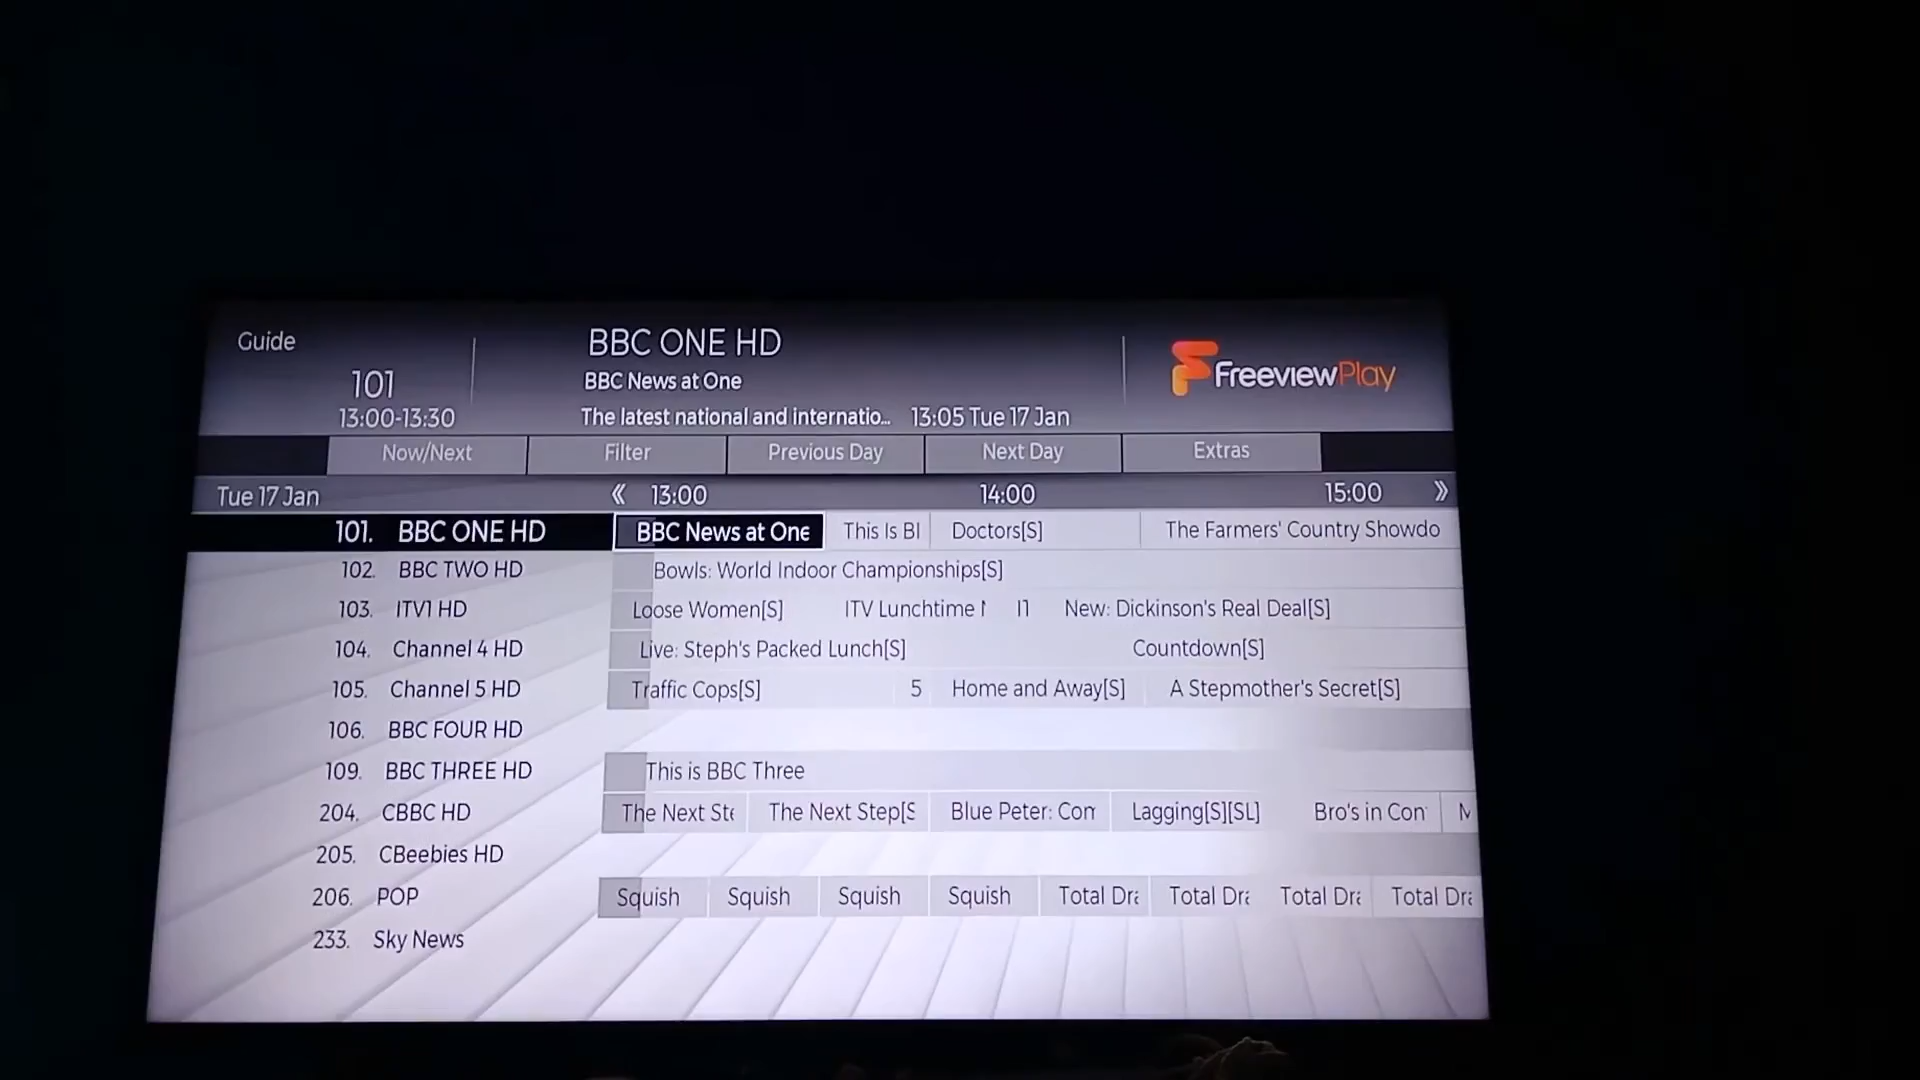 Guide
BBC ONE HD
101
BBC News at One
FreeviewPlay
13:00-13:30
The latest national and internatio... 13:05 Tue 17 Jan
Now/Next Filter Previous Day Next Day Extras
Tue 17 Jan « 13:00 14:00 15:00 »
101. BBC ONE HD BBC News at One This Is Doctors[S] The Farmers' Country Showdo
102. BBC TWO HD Bowls: World Indoor Championships[S]
103. ITV1 HD Loose Women[S] ITV Lunchtime New: Dickinson's Real Deal[S]
104. Channel 4 HD Live: Steph's Packed Lunch[S] Countdown[S]
105. Channel 5 HD Traffic Cops[S] 5 Home and Away[S] A Stepmother's Secret[S]
106. BBC FOUR HD
109. BBC THREE HD This is BBC Three
204. CBBC HD The Next Ste The Next Step[S Blue Peter: Com Lagging[S][SL] Bro's in Con
205. CBeebies HD
206. POP Squish Squish Squish Squish Total Dra Total Dra Total Dra Total Dra
233. Sky News